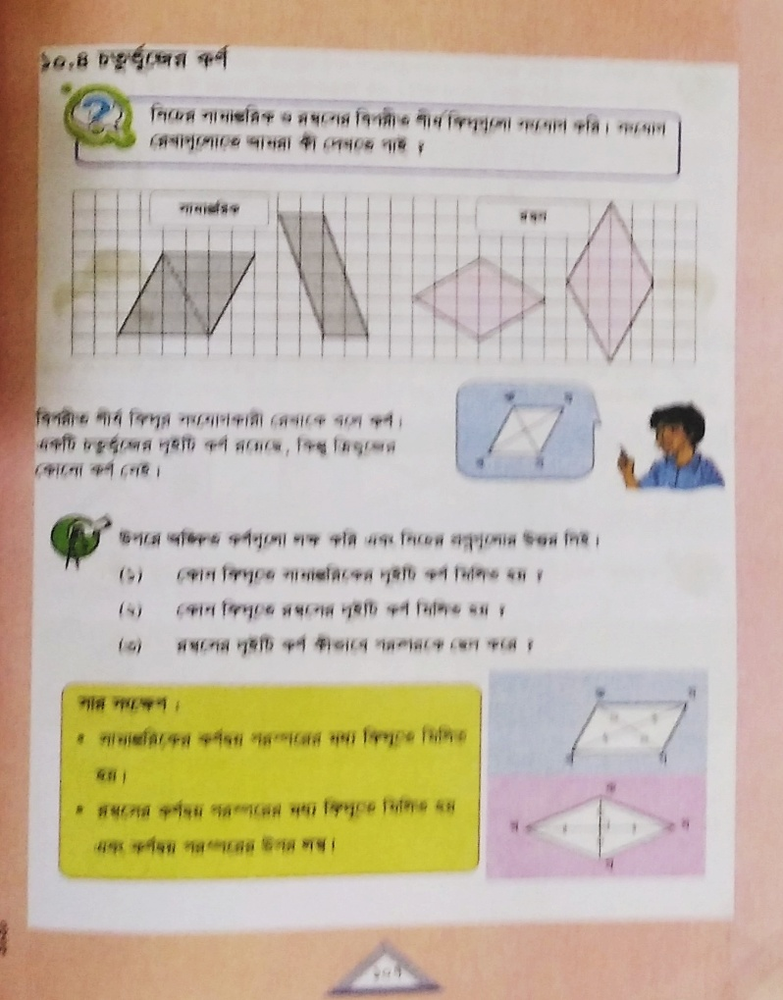 ১০.৪ চতুর্ভুজের কর্ণ
নিচের সামান্তরিক ও রম্বসের বিপরীত শীর্ষ বিন্দুগুলো সংযোগ করি। সংযোগ
রেখাগুলোতে আমরা কী দেখতে পাই ?
সামান্তরিক
রম্বস
বিপরীত শীর্ষ বিন্দুর সংযোগকারী রেখাকে বলে কর্ণ।
একটি চতুর্ভুজের দুইটি কর্ণ রয়েছে, কিন্তু ত্রিভুজের
কোনো কর্ণ নেই।
উপরে অঙ্কিত কর্ণগুলো লক্ষ করি এবং নিচের প্রশ্নগুলোর উত্তর দিই।
(১) কোন বিন্দুতে সামান্তরিকের দুইটি কর্ণ মিলিত হয় ?
(২) কোন বিন্দুতে রম্বসের দুইটি কর্ণ মিলিত হয় ?
(৩) রম্বসের দুইটি কর্ণ কীভাবে পরস্পরকে ছেদ করে ?
সার সংক্ষেপ :
• সামান্তরিকের কর্ণদ্বয় পরস্পরের মধ্য বিন্দুতে মিলিত
হয়।
• রম্বসের কর্ণদ্বয় পরস্পরের মধ্য বিন্দুতে মিলিত হয়
এবং কর্ণদ্বয় পরস্পরের উপর লম্ব।